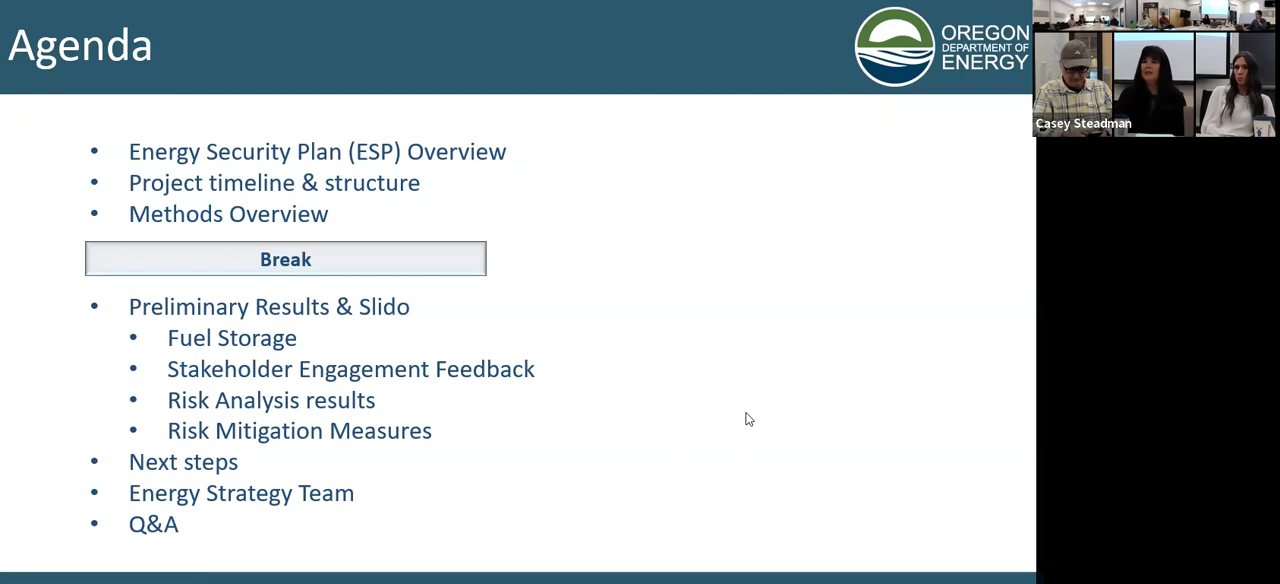 Agenda
OREGON
DEPARTMENT OF
ENERGY
Casey Steadman
• Energy Security Plan (ESP) Overview
• Project timeline & structure
• Methods Overview
Break
• Preliminary Results & Slido
• Fuel Storage
• Stakeholder Engagement Feedback
• Risk Analysis results
• Risk Mitigation Measures
• Next steps
• Energy Strategy Team
• Q&A